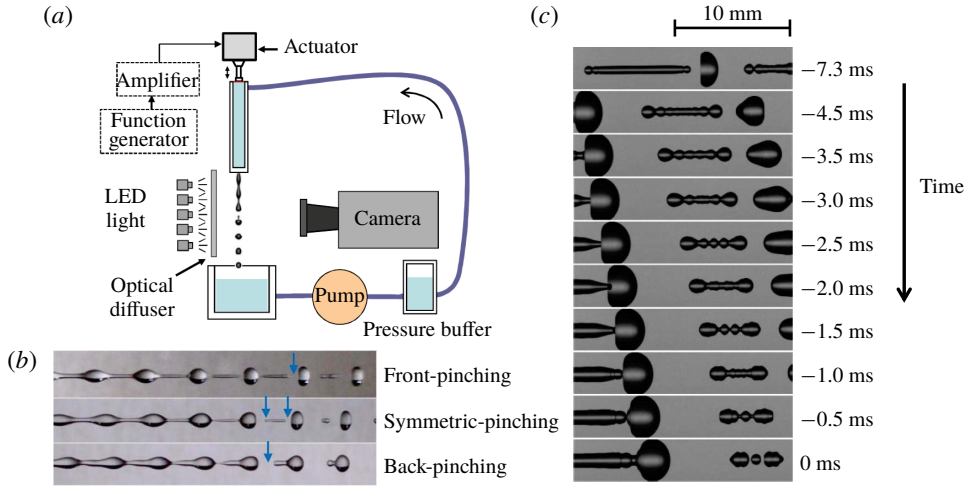 (a)
Actuator
Amplifier
Function
generator
Flow
LED
light
Camera
Optical
diffuser
Pump
Pressure buffer
(b)
Front-pinching
Symmetric-pinching
Back-pinching
(c)
10 mm
−7.3 ms
−4.5 ms
−3.5 ms
−3.0 ms
−2.5 ms
−2.0 ms
−1.5 ms
−1.0 ms
−0.5 ms
0 ms
Time